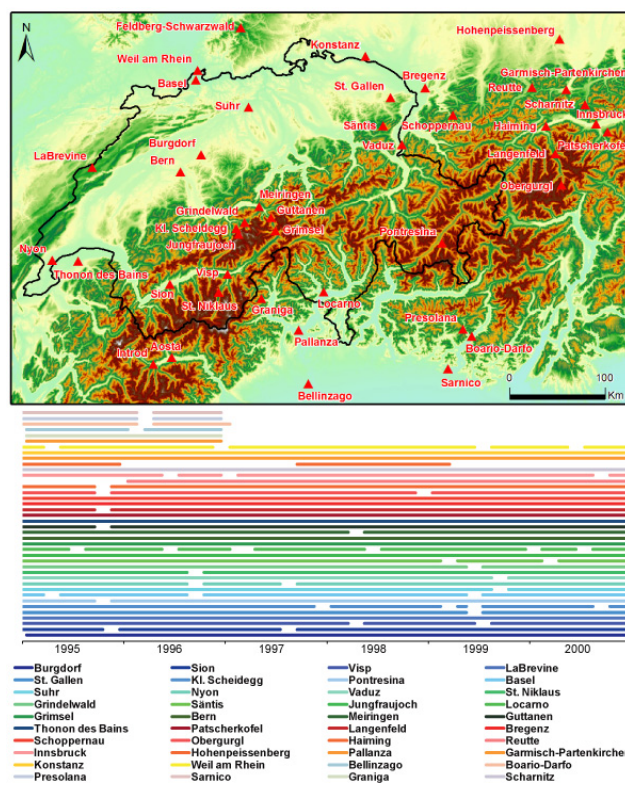 N
Feldberg-Schwarzwald
Hohenpeissenberg
Konstanz
Weil am Rhein
Basel
Bregenz
Garmisch-Partenkirchen
Reutte
St. Gallen
Scharnitz
Suhr
Innsbruck
Säntis
Schoppernau
Haiming
Burgdorf
Vaduz
Patscherkofel
Langenfeld
LaBrevine
Bern
Obergurgl
Meiringen
Grindelwald
Guttanen
Kl. Scheidegg
Grimsel
Pontresina
Jungfraujoch
Nyon
Thonon des Bains
Visp
Sion
St. Niklaus
Locarno
Graniga
Presolana
Pallanza
Aosta
Introd
Boario-Darfo
Sarnico
Bellinzago
0 100
Km
1995 1996 1997 1998 1999 2000
Burgdorf Sion Visp LaBrevine
St. Gallen Kl. Scheidegg Pontresina Basel
Suhr Nyon Vaduz St. Niklaus
Grindelwald Säntis Jungfraujoch Locarno
Grimsel Bern Meiringen Guttanen
Thonon des Bains Patscherkofel Langenfeld Bregenz
Schoppernau Obergurgl Haiming Reutte
Innsbruck Hohenpeissenberg Pallanza Garmisch-Partenkirchen
Konstanz Weil am Rhein Bellinzago Boario-Darfo
Presolana Sarnico Graniga Scharnitz